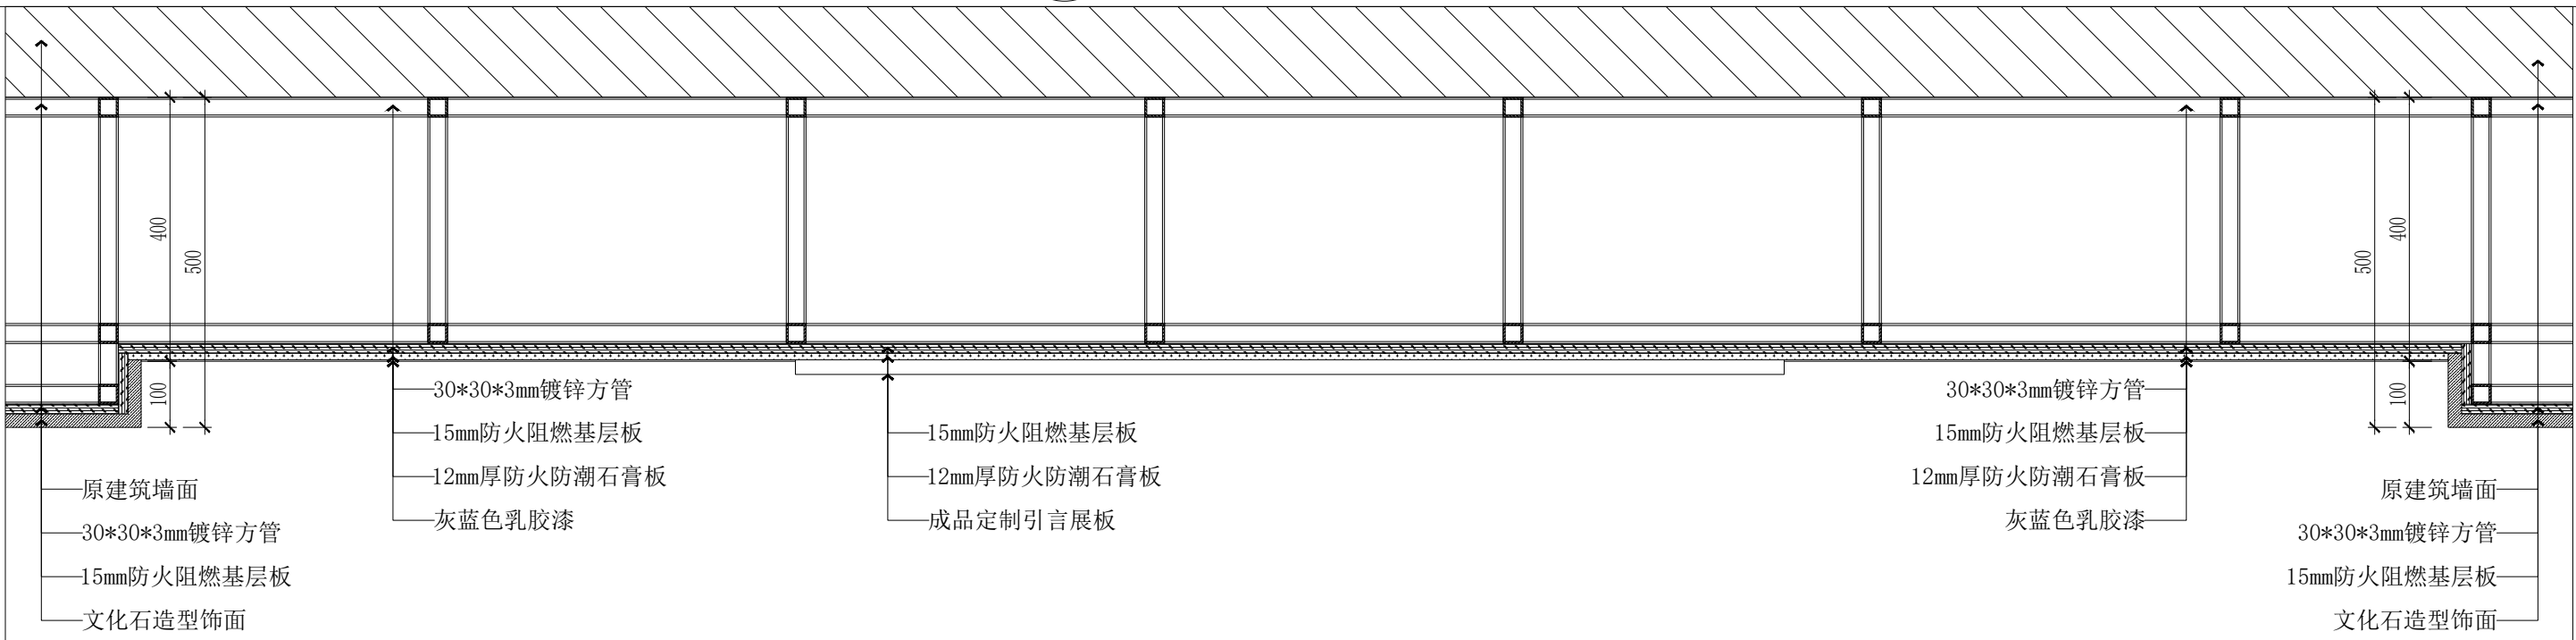 400
500
100
30*30*3mm镀锌方管
15mm防火阻燃基层板
12mm厚防火防潮石膏板
灰蓝色乳胶漆
原建筑墙面
30*30*3mm镀锌方管
15mm防火阻燃基层板
文化石造型饰面
15mm防火阻燃基层板
12mm厚防火防潮石膏板
成品定制引言展板
500
400
100
30*30*3mm镀锌方管
15mm防火阻燃基层板
12mm厚防火防潮石膏板
灰蓝色乳胶漆
原建筑墙面
30*30*3mm镀锌方管
15mm防火阻燃基层板
文化石造型饰面